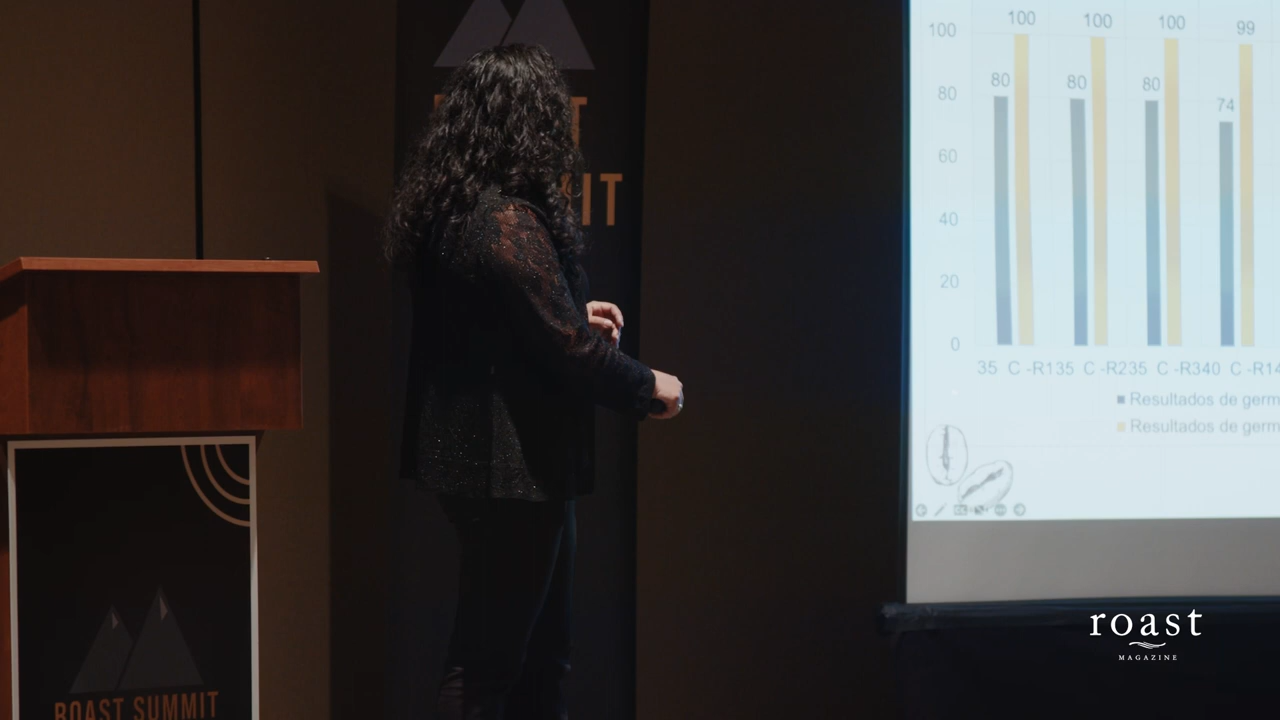 IT
ROAST SUMMIT
100
80
60
40
20
0
80
100
80
100
80
100
74
99
35 C -R135 C -R235 C -R340 C -R14
Resultados de germ
Resultados de germ
roast
MAGAZINE